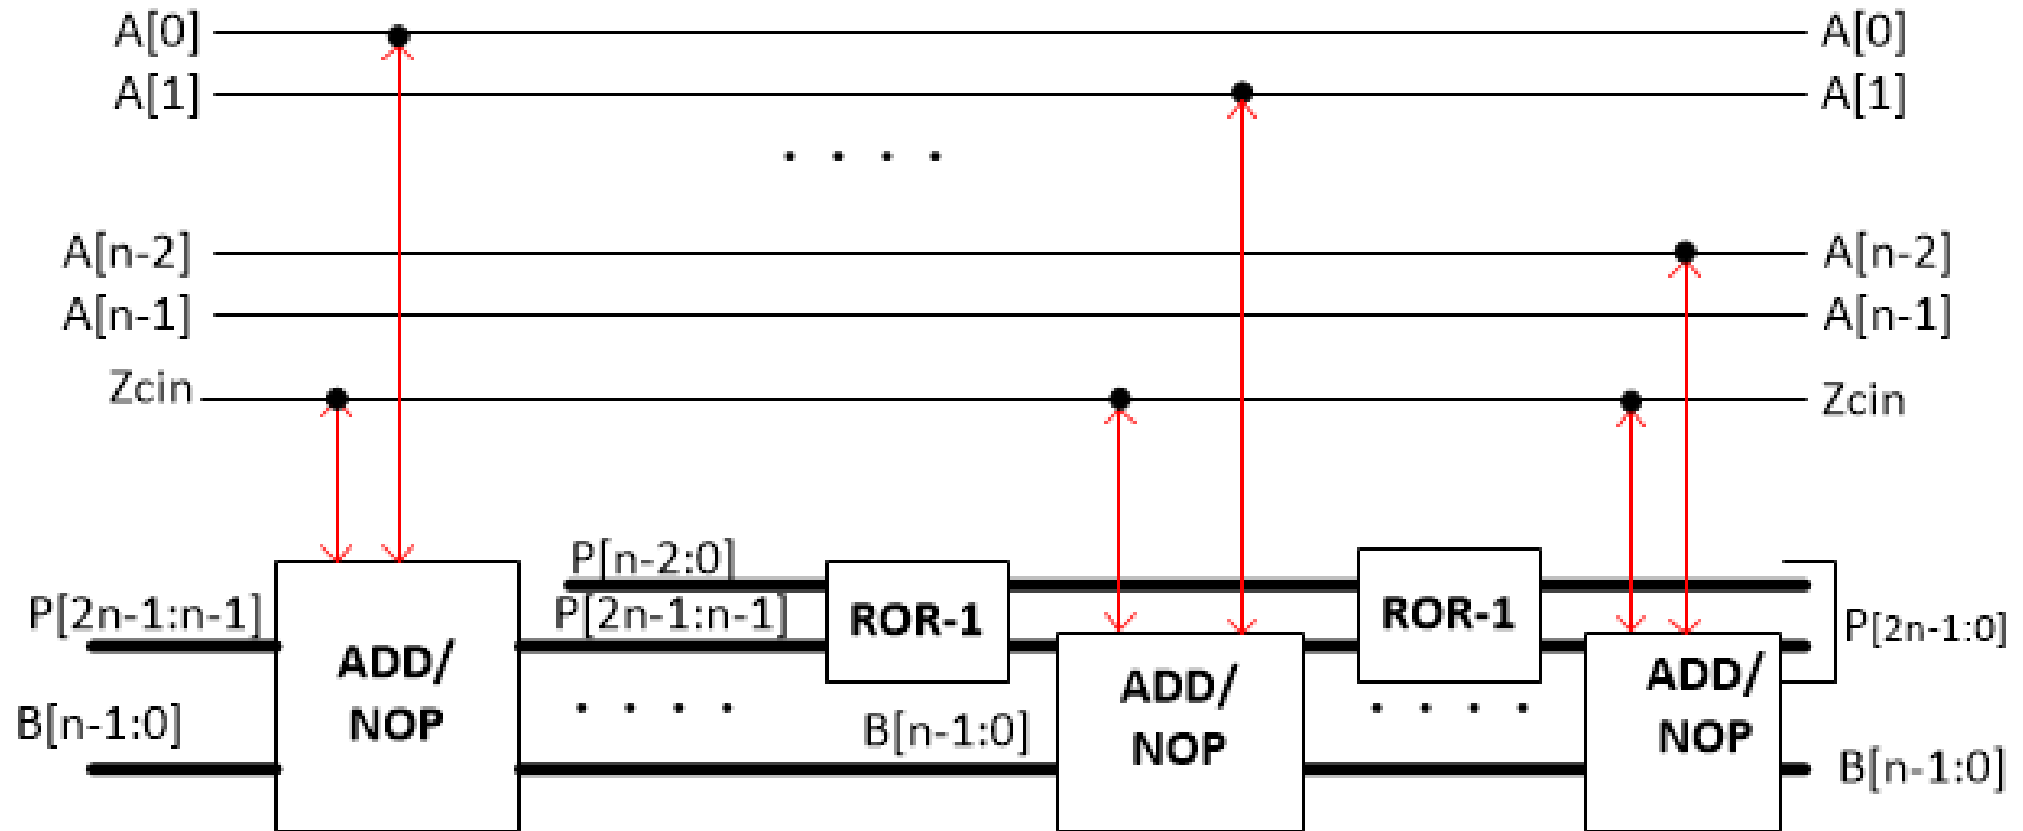 A[0] A[0]
A[1] A[1]
. . . .
A[n-2] A[n-2]
A[n-1] A[n-1]
Zcin Zcin
P[n-2:0]
P[2n-1:n-1] P[2n-1:n-1] ROR-1 ROR-1 P[2n-1:0]
ADD/
NOP
ADD/
NOP
ADD/
NOP
B[n-1:0] . . . . B[n-1:0] . . . . B[n-1:0]